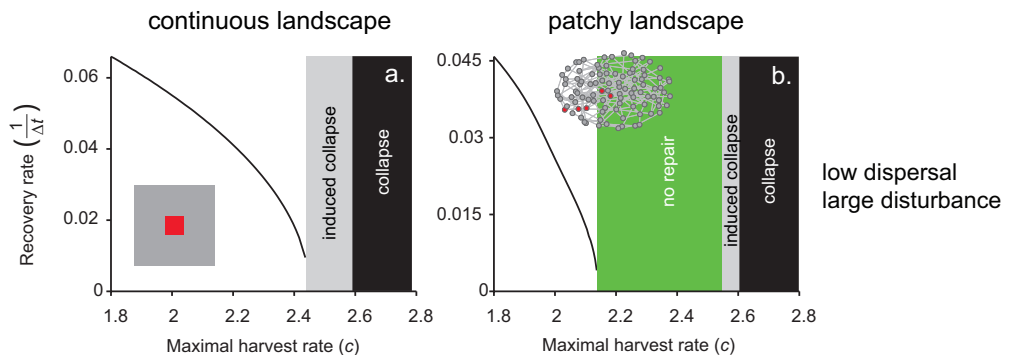 continuous landscape
patchy landscape
a.
b.
Recovery rate (1/Δt)
0.06
0.04
0.02
0
induced collapse
collapse
1.8
2
2.2
2.4
2.6
2.8
Maximal harvest rate (c)
0.045
0.03
0.015
0
no repair
induced collapse
collapse
1.8
2
2.2
2.4
2.6
2.8
Maximal harvest rate (c)
low dispersal
large disturbance